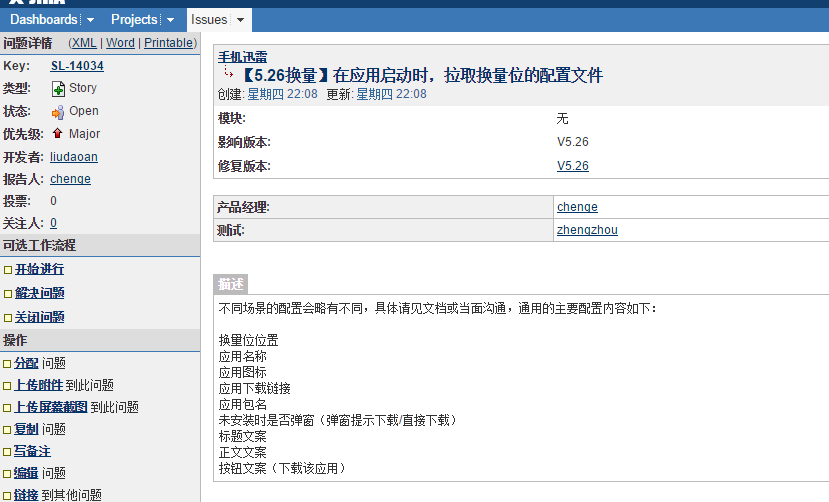 Dashboards Projects Issues
问题详情 (XML | Word | Printable)
Key: SL-14034
类型: Story
状态: Open
优先级: Major
开发者: liudaoan
报告人: chenge
投票: 0
关注人: 0
可选工作流程
开始进行
解决问题
关闭问题
操作
分配 问题
上传附件 到此问题
上传屏幕截图 到此问题
复制 问题
写备注
编辑 问题
链接 到其他问题
手机迅雷
【5.26换量】在应用启动时，拉取换量位的配置文件
创建: 星期四 22:08 更新: 星期四 22:08
模块: 无
影响版本: V5.26
修复版本: V5.26
产品经理: chenge
测试: zhengzhou
描述
不同场景的配置会略有不同，具体请见文档或当面沟通，通用的主要配置内容如下：
换量位位置
应用名称
应用图标
应用下载链接
应用包名
未安装时是否弹窗（弹窗提示下载/直接下载）
标题文案
正文文案
按钮文案（下载该应用）